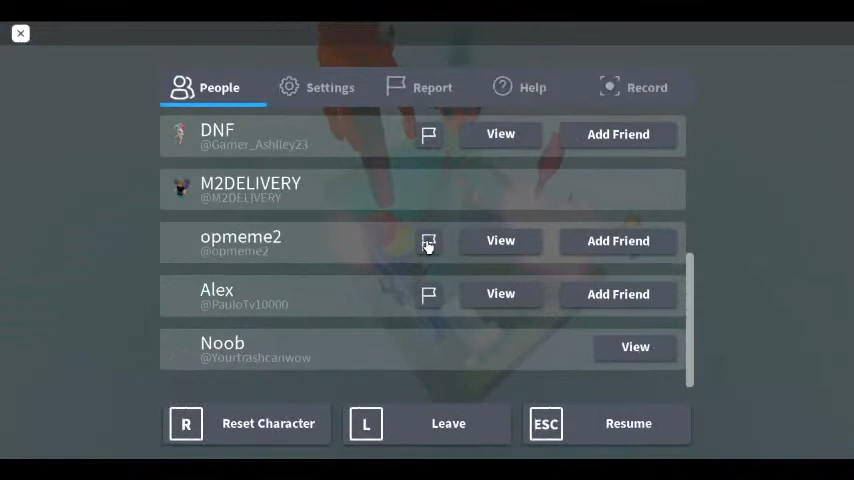 People Settings Report Help Record
DNF
@Gamer_Ashlley23
View Add Friend
M2DELIVERY
@M2DELIVERY
opmeme2
@opmeme2
View Add Friend
Alex
@PauloTv10000
View Add Friend
Noob
@Yourtrashcanwow
View
R Reset Character L Leave ESC Resume